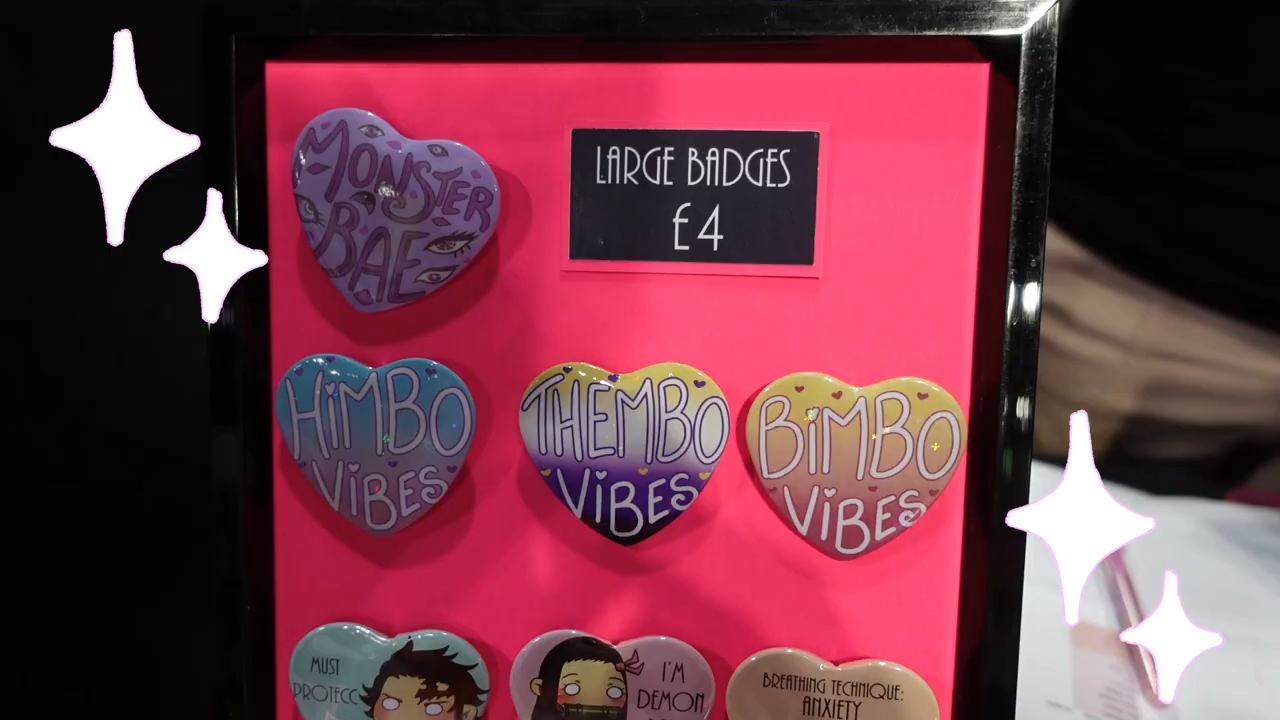 MONSTER
BAE
LARGE BADGES
£4
HiMBO
ViBES
THEMBO
ViBES
BiMBO
ViBES
MUST
PROTECC
I'M
DEMON
BREATHING TECHNIQUE:
ANXIETY